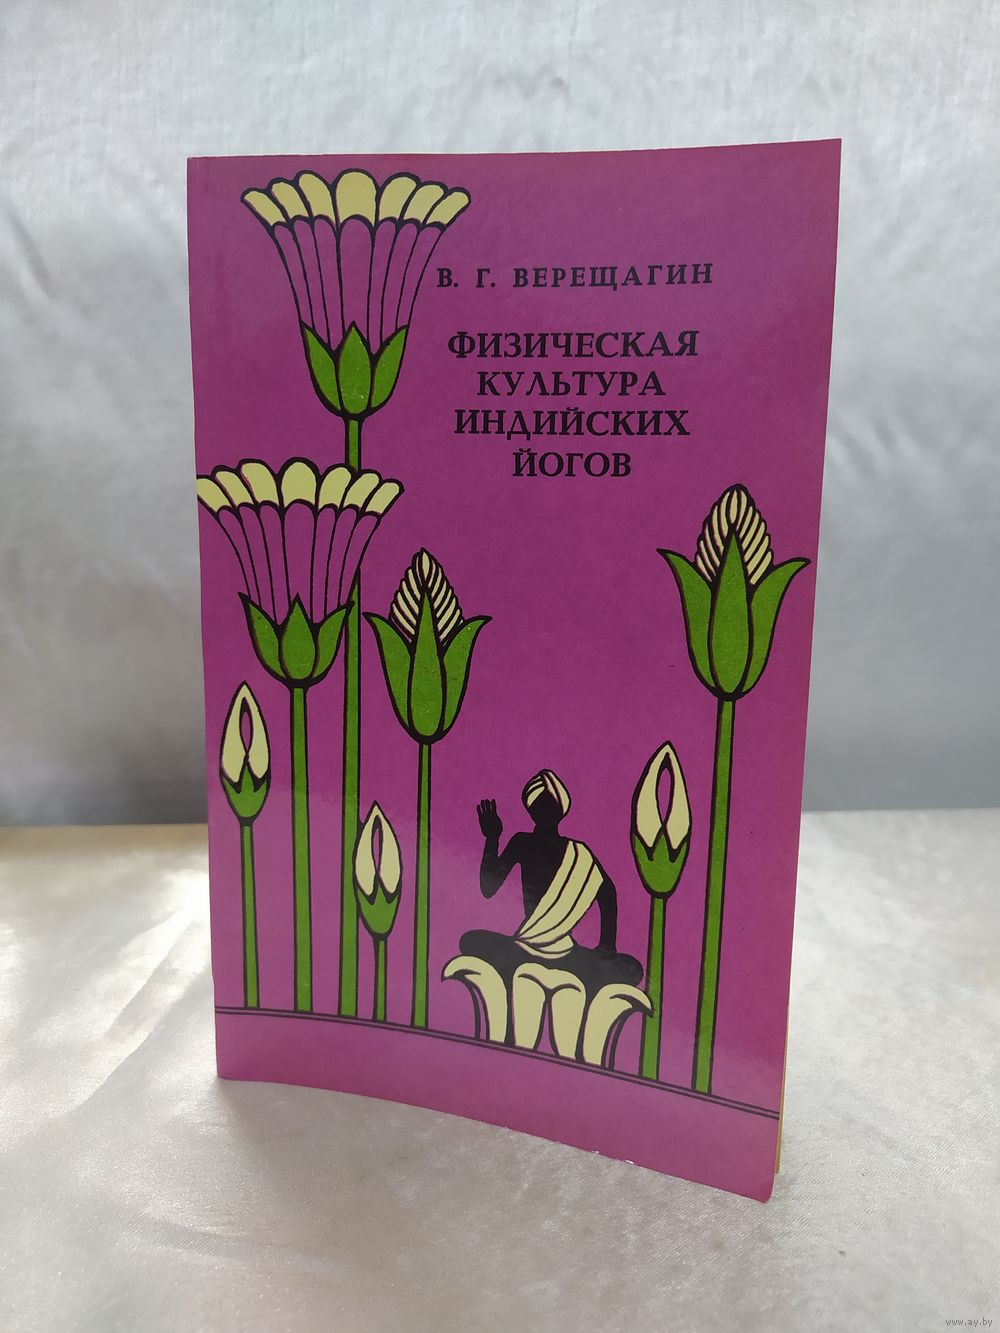 В. Г. ВЕРЕЩАГИН
ФИЗИЧЕСКАЯ
КУЛЬТУРА
ИНДИЙСКИХ
ЙОГОВ
www.ay.by